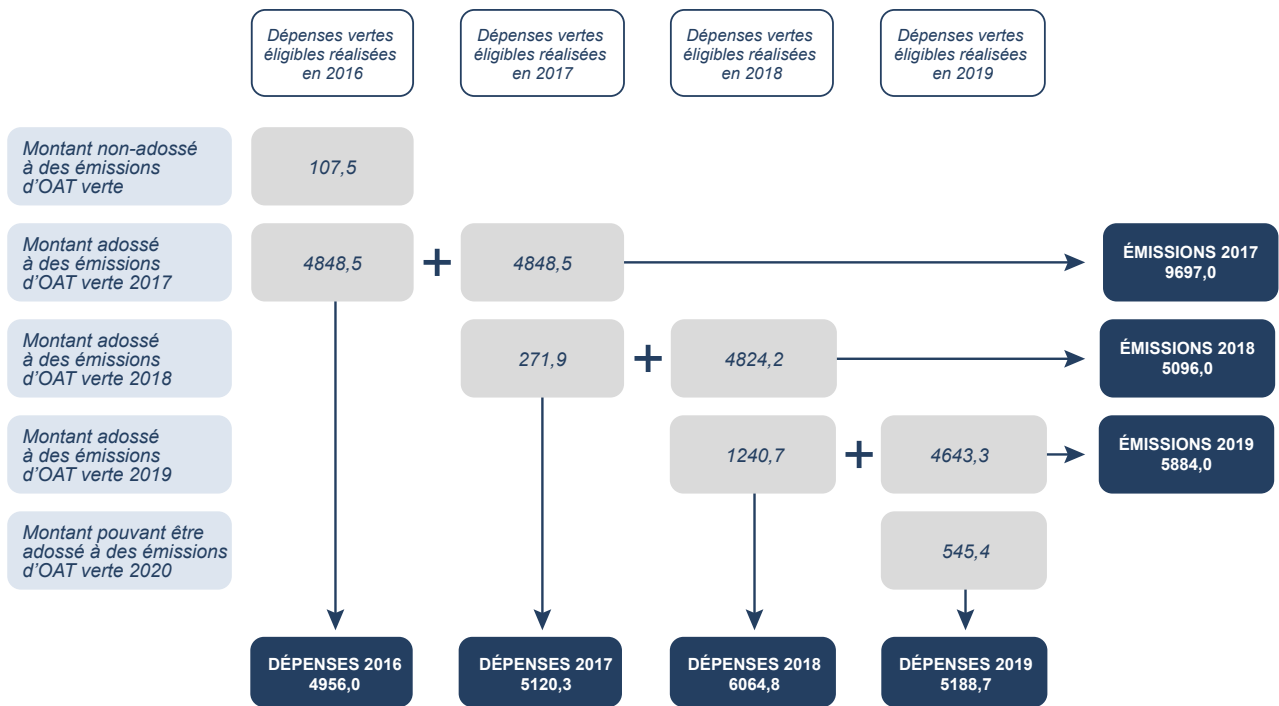 Dépenses vertes
éligibles réalisées
en 2016
Dépenses vertes
éligibles réalisées
en 2017
Dépenses vertes
éligibles réalisées
en 2018
Dépenses vertes
éligibles réalisées
en 2019
Montant non-adossé
à des émissions
d'OAT verte
107,5
Montant adossé
à des émissions
d'OAT verte 2017
4848,5
+
4848,5
ÉMISSIONS 2017
9697,0
Montant adossé
à des émissions
d'OAT verte 2018
271,9
+
4824,2
ÉMISSIONS 2018
5096,0
Montant adossé
à des émissions
d'OAT verte 2019
1240,7
+
4643,3
ÉMISSIONS 2019
5884,0
Montant pouvant être
adossé à des émissions
d'OAT verte 2020
545,4
DÉPENSES 2016
4956,0
DÉPENSES 2017
5120,3
DÉPENSES 2018
6064,8
DÉPENSES 2019
5188,7